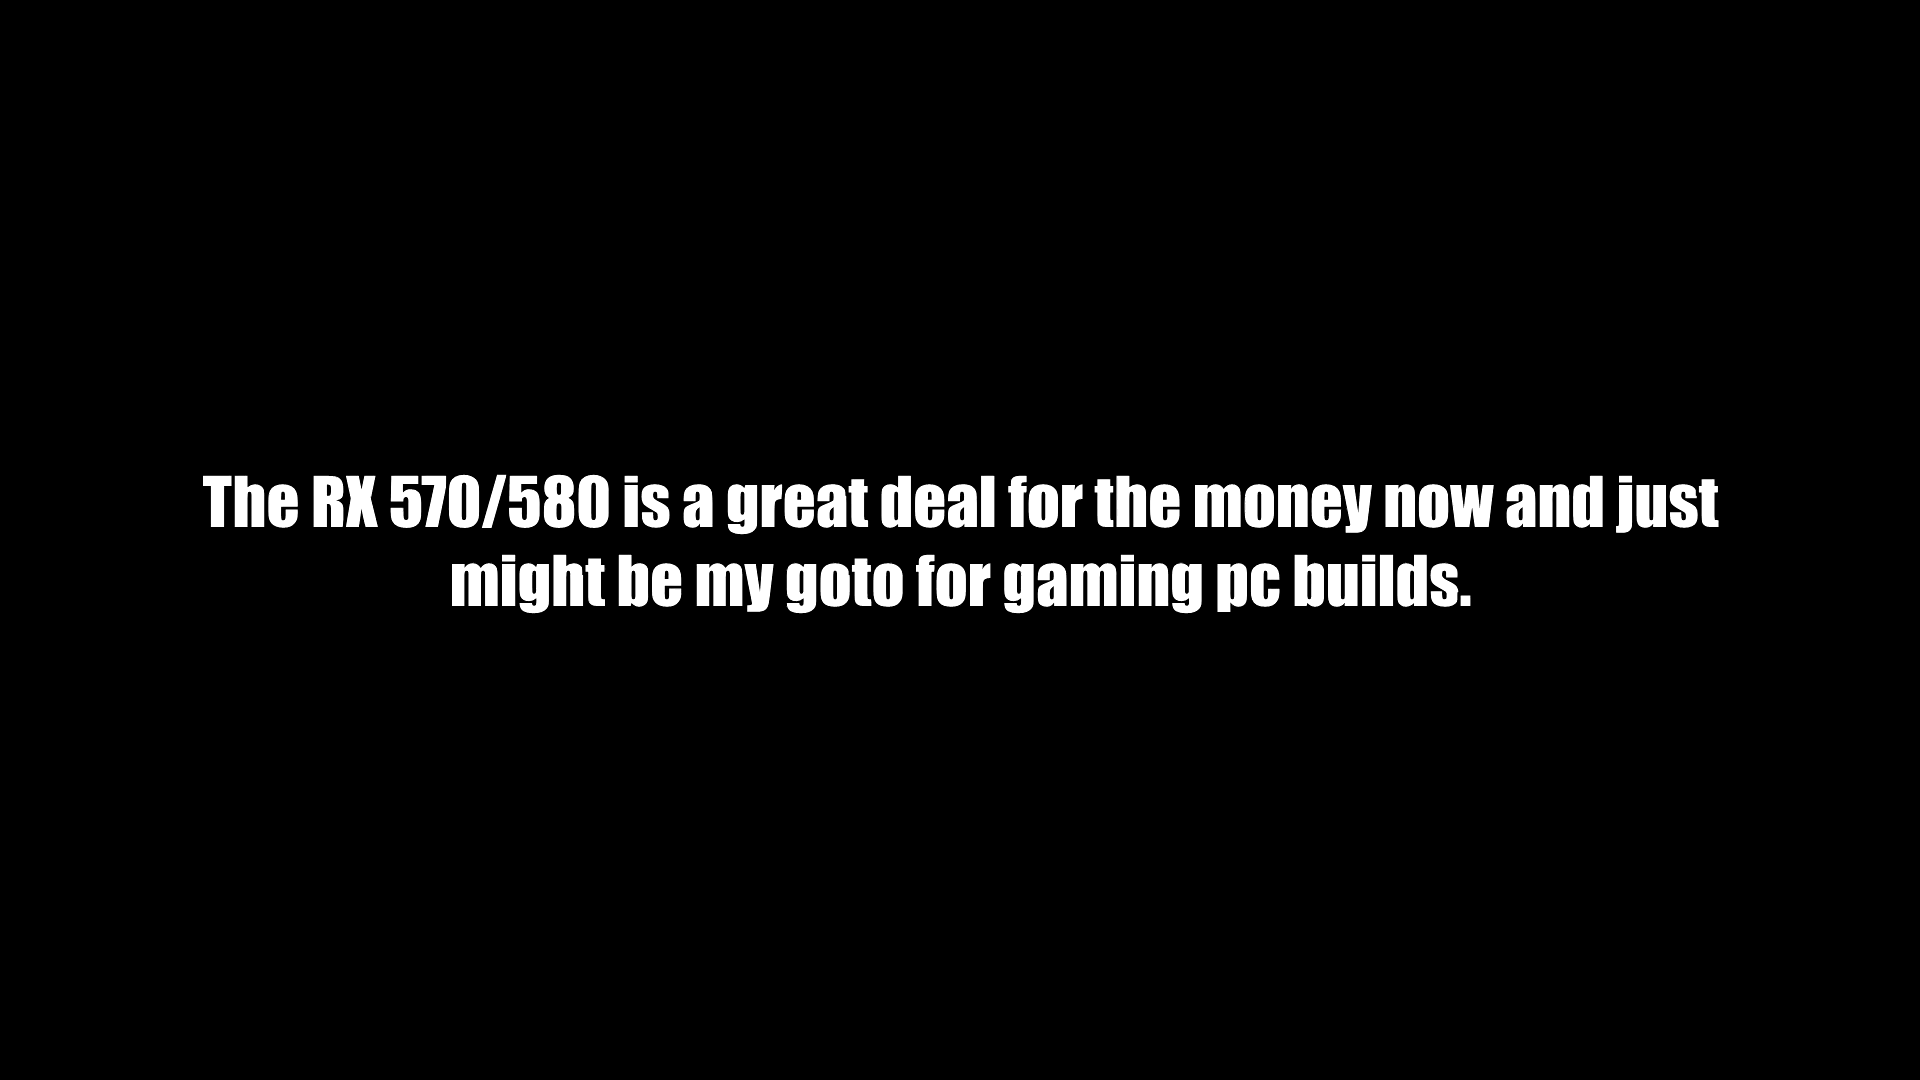 The RX 570/580 is a great deal for the money now and just
might be my goto for gaming pc builds.